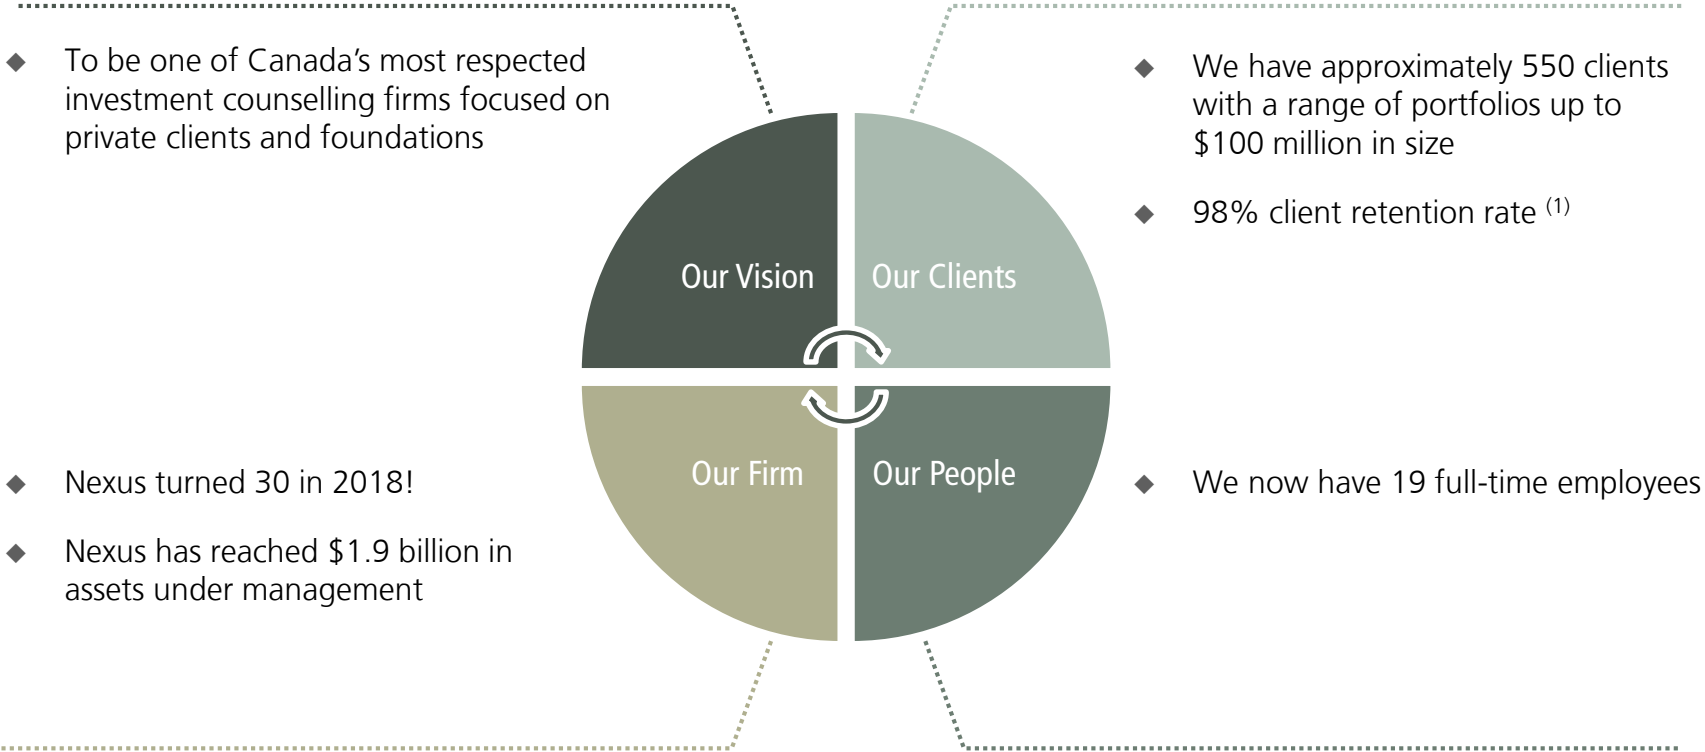 ◆ To be one of Canada’s most respected
investment counselling firms focused on
private clients and foundations
◆ We have approximately 550 clients
with a range of portfolios up to
$100 million in size
◆ 98% client retention rate (1)
Our Vision
Our Clients
Our Firm
Our People
◆ Nexus turned 30 in 2018!
◆ Nexus has reached $1.9 billion in
assets under management
◆ We now have 19 full-time employees